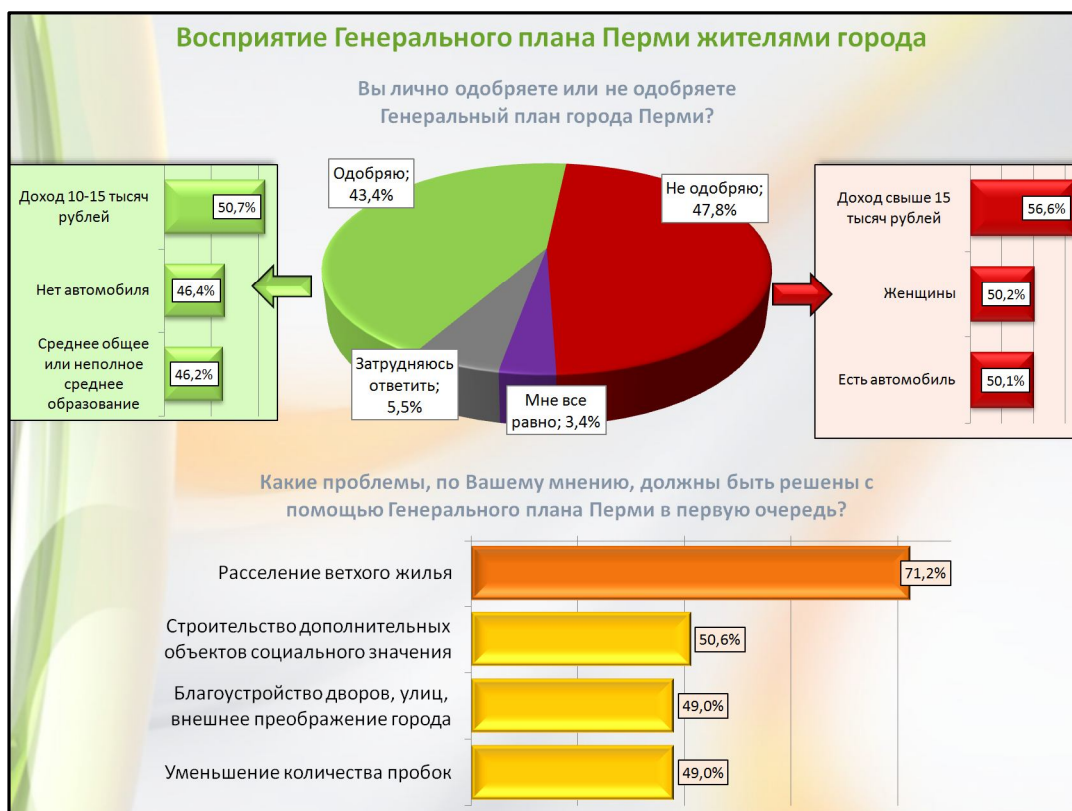 Восприятие Генерального плана Перми жителями города
Вы лично одобряете или не одобряете
Генеральный план города Перми?
Доход 10-15 тысяч
рублей
50,7%
Нет автомобиля
46,4%
Среднее общее
или неполное
среднее
образование
46,2%
Одобряю;
43,4%
Не одобряю;
47,8%
Затрудняюсь
ответить;
5,5%
Мне все
равно; 3,4%
Доход свыше 15
тысяч рублей
56,6%
Женщины
50,2%
Есть автомобиль
50,1%
Какие проблемы, по Вашему мнению, должны быть решены с
помощью Генерального плана Перми в первую очередь?
Расселение ветхого жилья
71,2%
Строительство дополнительных
объектов социального значения
50,6%
Благоустройство дворов, улиц,
внешнее преображение города
49,0%
Уменьшение количества пробок
49,0%